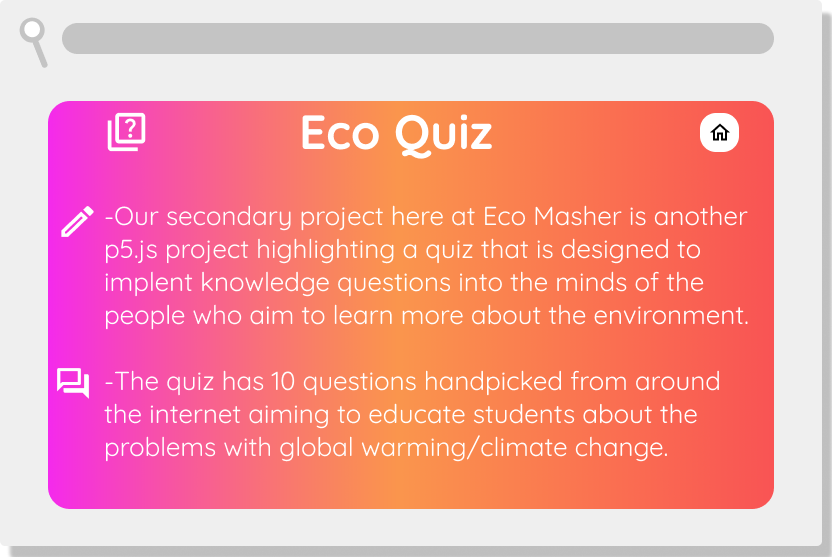 Eco Quiz
-Our secondary project here at Eco Masher is another
p5.js project highlighting a quiz that is designed to
implent knowledge questions into the minds of the
people who aim to learn more about the environment.
-The quiz has 10 questions handpicked from around
the internet aiming to educate students about the
problems with global warming/climate change.